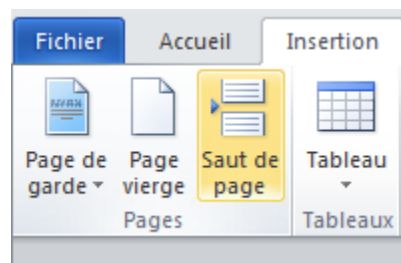 Fichier Accueil Insertion
Page de garde Page vierge Saut de page Tableau
Pages Tableaux